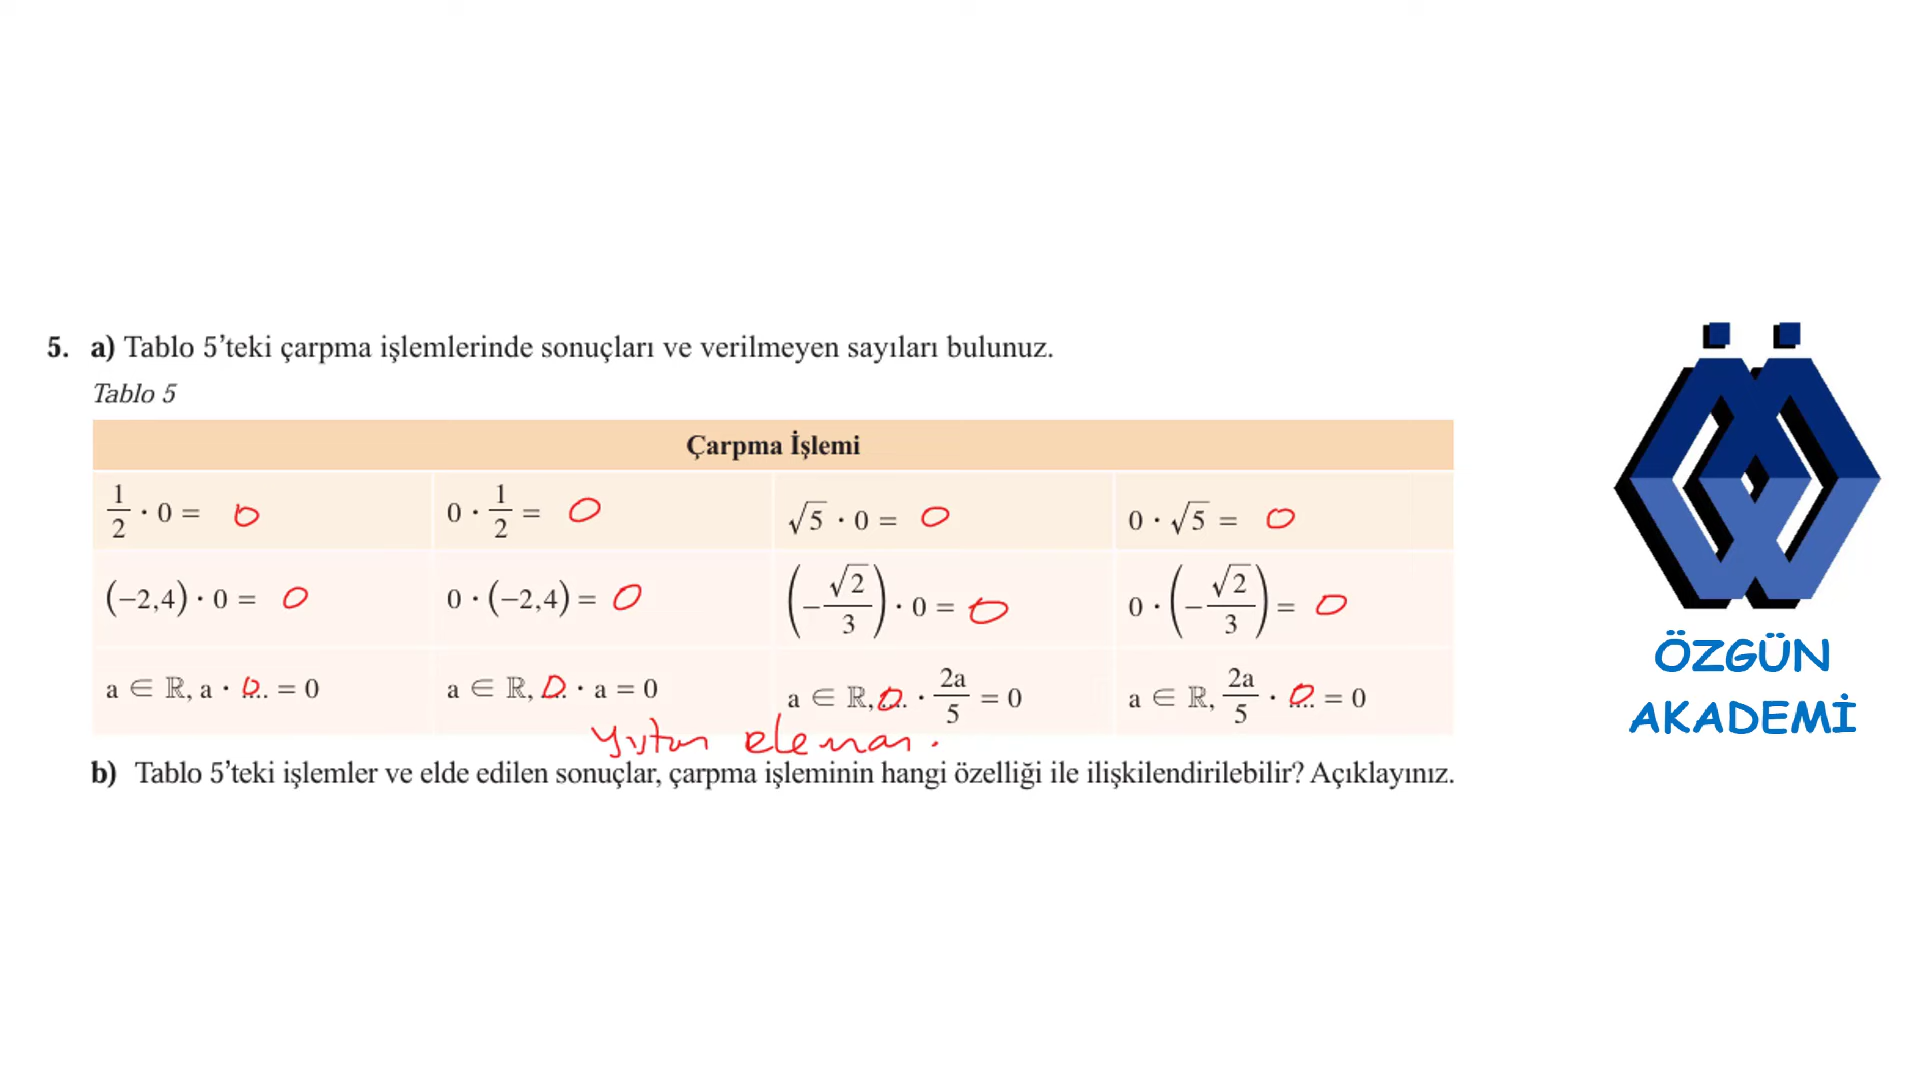 5. a) Tablo 5’teki çarpma işlemlerinde sonuçları ve verilmeyen sayıları bulunuz.
Tablo 5
Çarpma İşlemi
1/2 · 0 = 0    0 · 1/2 = 0    √5 · 0 = 0    0 · √5 = 0
(−2,4) · 0 = 0    0 · (−2,4) = 0    (−√2/3) · 0 = 0    0 · (−√2/3) = 0
a ∈ ℝ, a · 0 = 0    a ∈ ℝ, 0 · a = 0    a ∈ ℝ, 0 · 2a/5 = 0    a ∈ ℝ, 2a/5 · 0 = 0
yutan eleman.
b) Tablo 5’teki işlemler ve elde edilen sonuçlar, çarpma işleminin hangi özelliği ile ilişkilendirilebilir? Açıklayınız.
ÖZGÜN
AKADEMİ